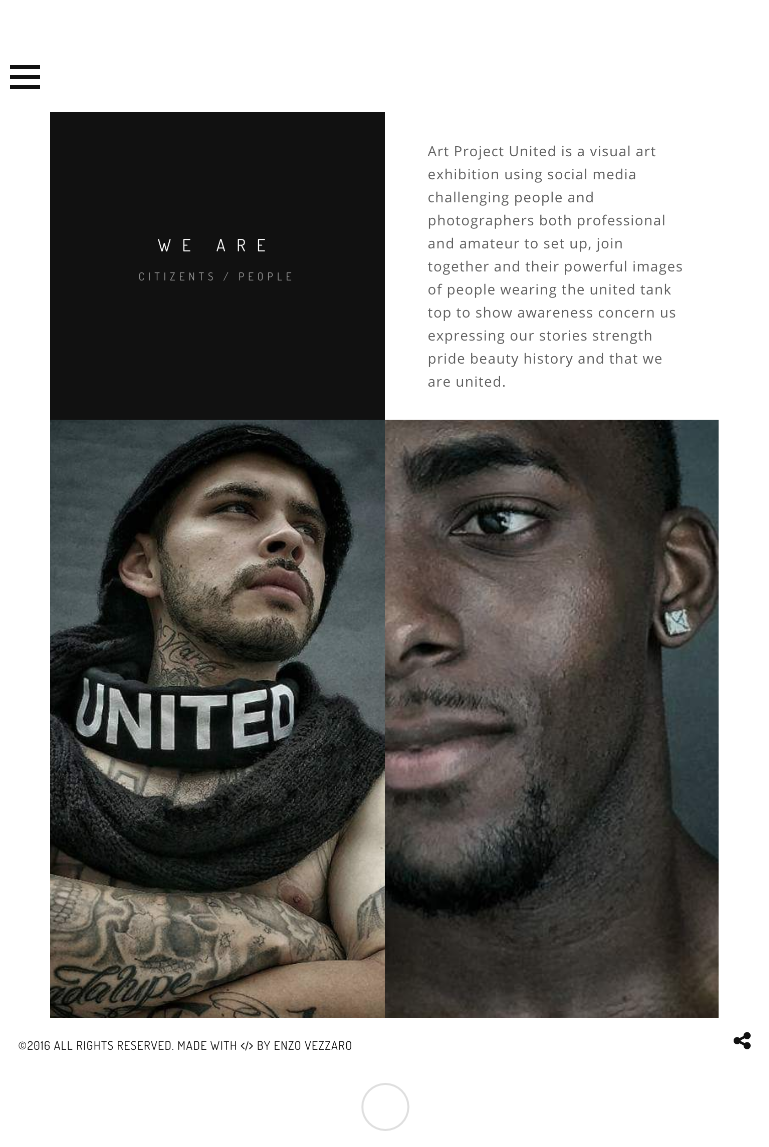 WE ARE
CITIZENTS / PEOPLE
Art Project United is a visual art
exhibition using social media
challenging people and
photographers both professional
and amateur to set up, join
together and their powerful images
of people wearing the united tank
top to show awareness concern us
expressing our stories strength
pride beauty history and that we
are united.
Marie
UNITED
adalupe
©2016 ALL RIGHTS RESERVED. MADE WITH </> BY ENZO VEZZARO